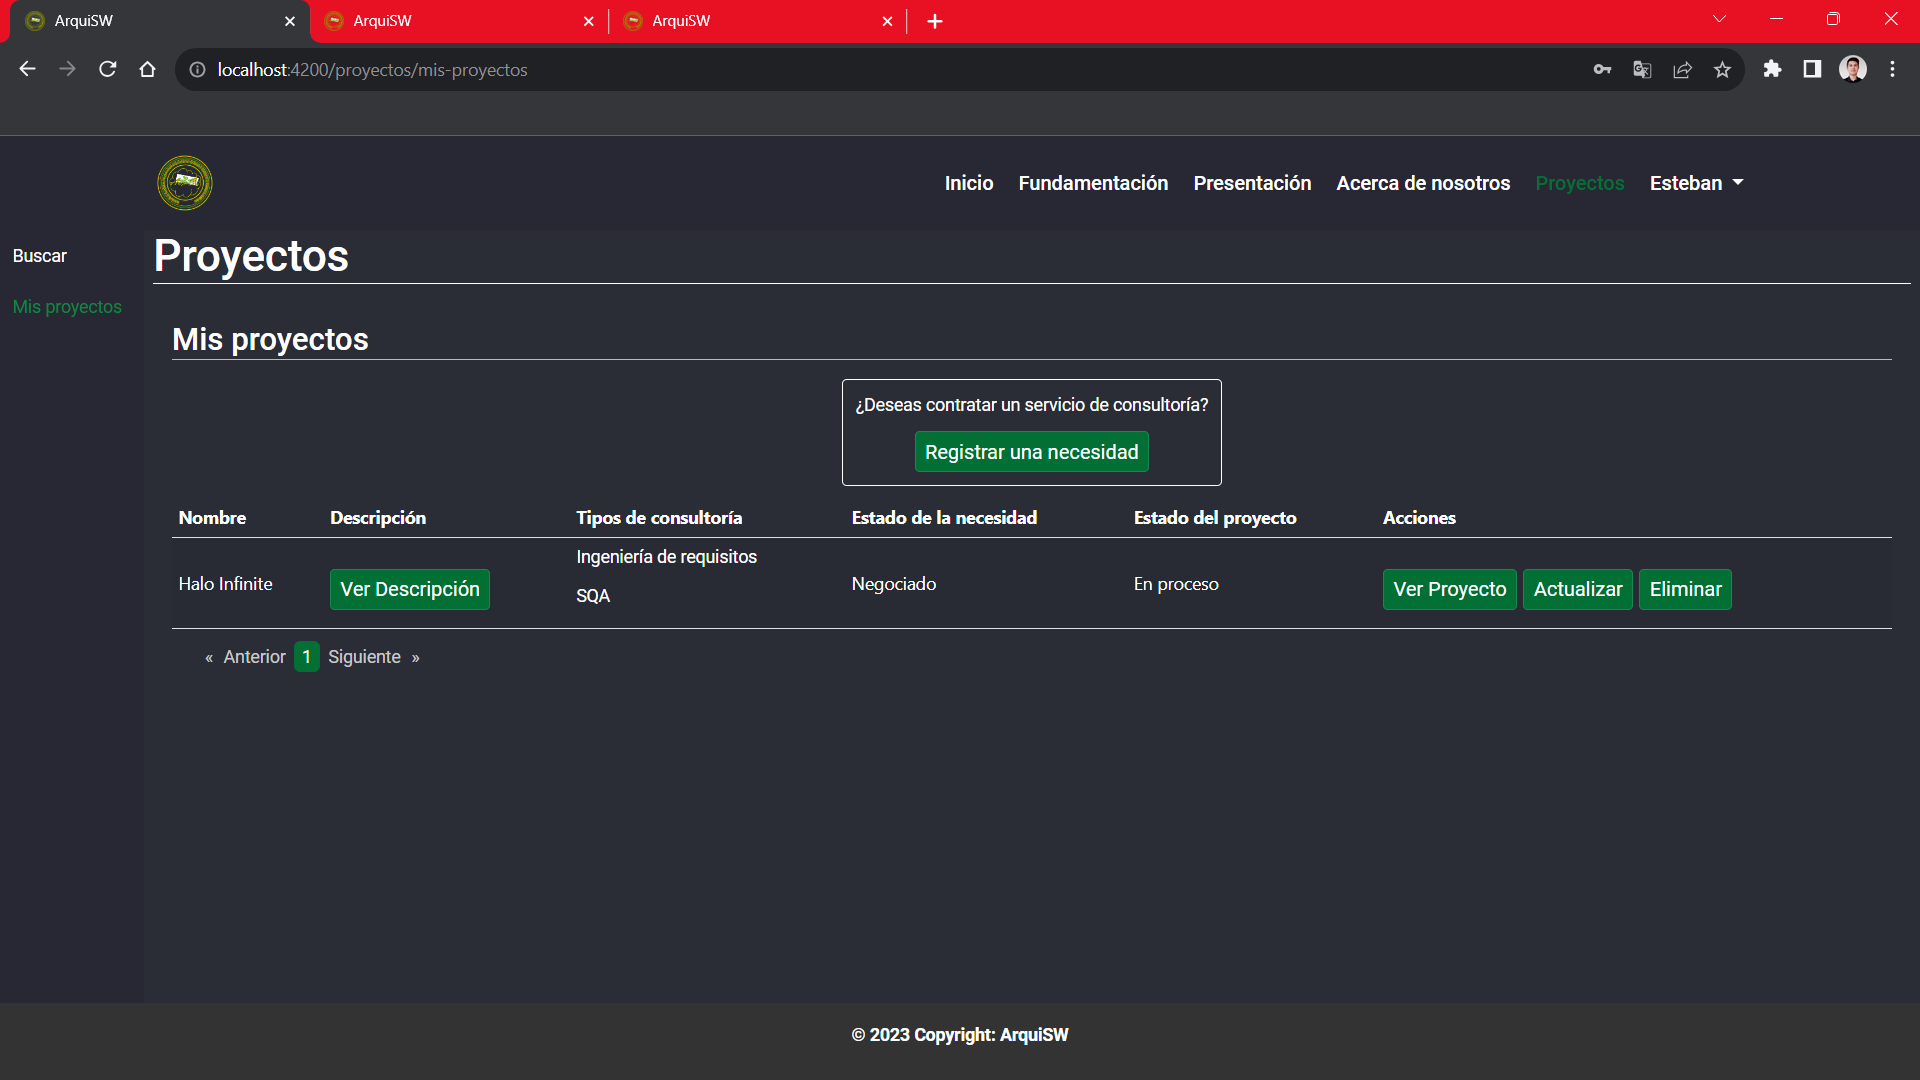 ArquiSW
ArquiSW
ArquiSW
localhost:4200/proyectos/mis-proyectos
Inicio Fundamentación Presentación Acerca de nosotros Proyectos Esteban
Buscar
Mis proyectos
Proyectos
Mis proyectos
¿Deseas contratar un servicio de consultoría?
Registrar una necesidad
Nombre Descripción Tipos de consultoría Estado de la necesidad Estado del proyecto Acciones
Halo Infinite Ver Descripción Ingeniería de requisitos
SQA
Negociado En proceso Ver Proyecto Actualizar Eliminar
« Anterior 1 Siguiente »
© 2023 Copyright: ArquiSW